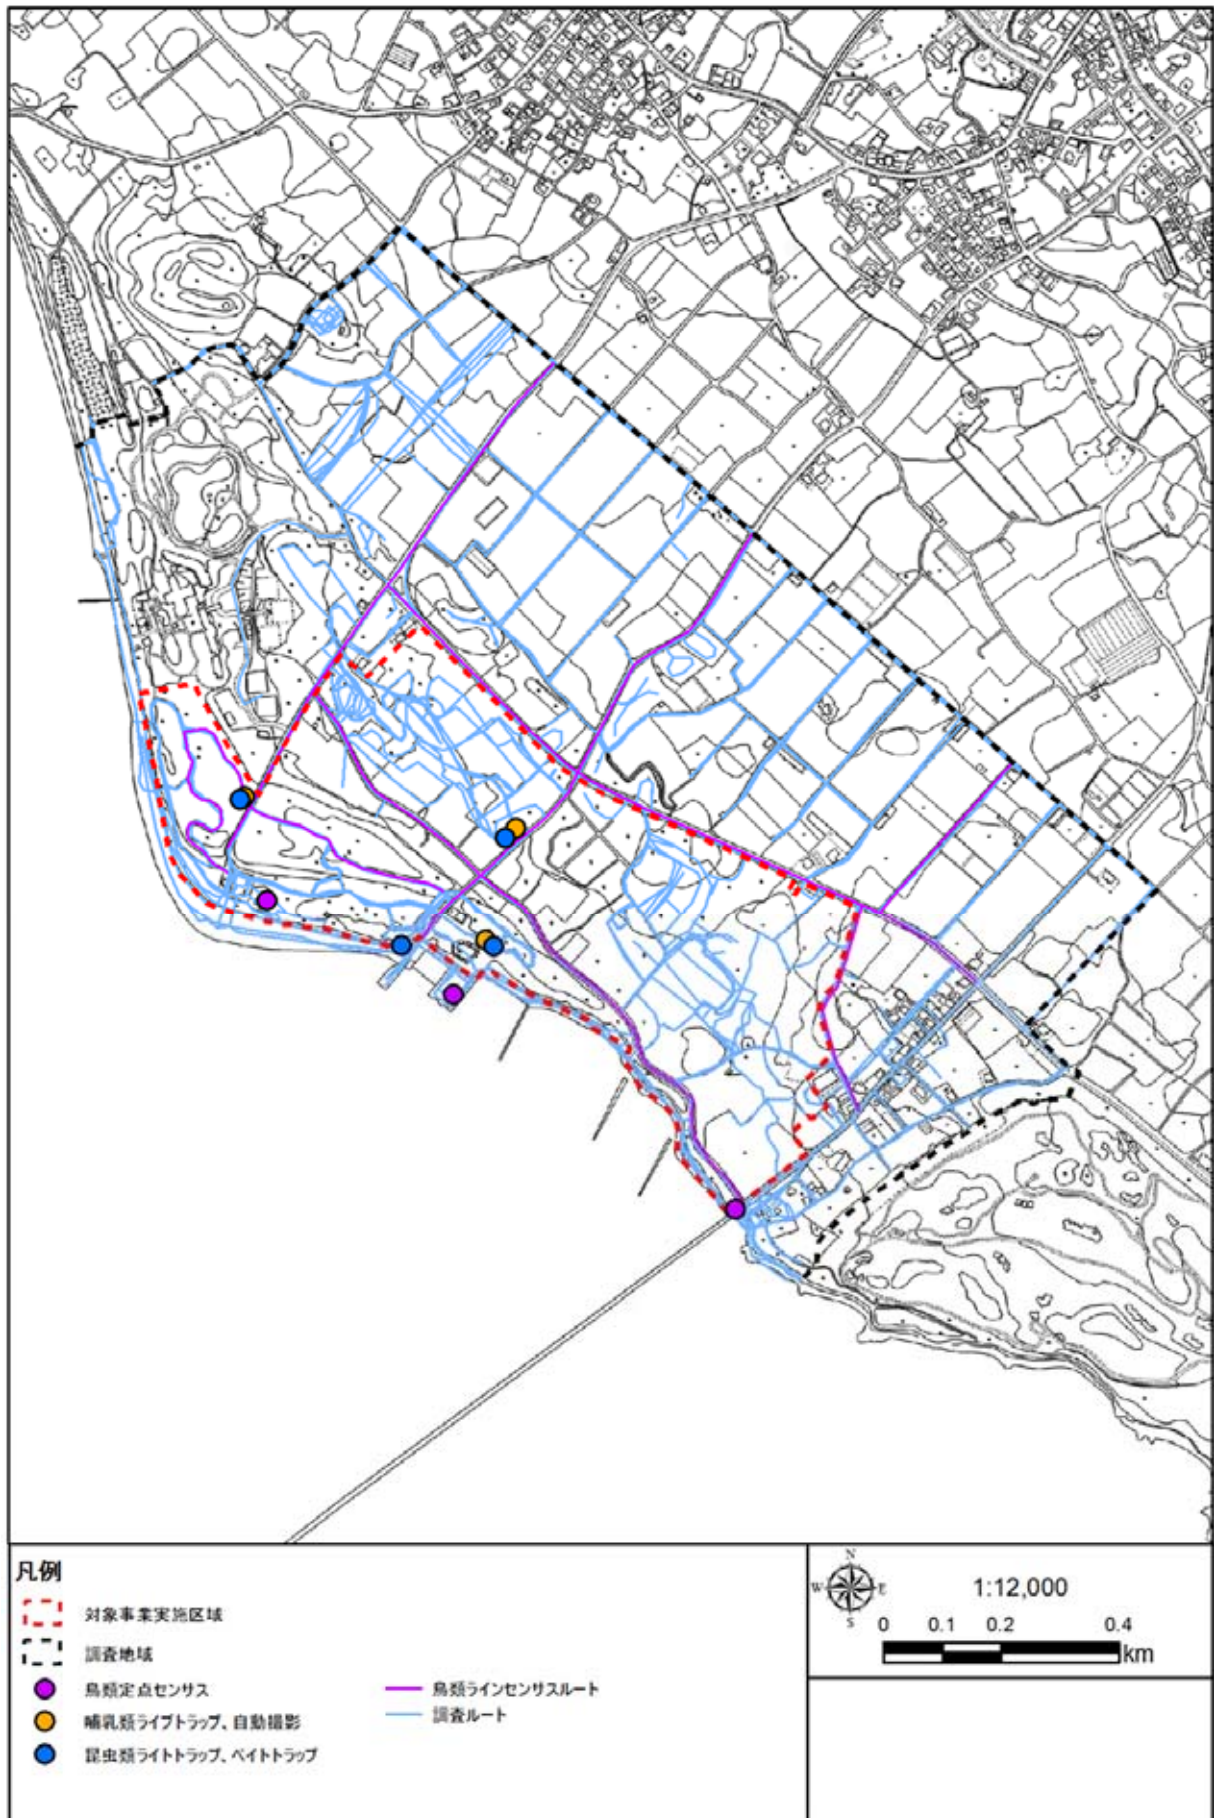 凡例
対象事業実施区域
調査地域
鳥類定点センサス
哺乳類ライブトラップ、自動撮影
昆虫類ライトトラップ、ベイトトラップ
鳥類ラインセンサスルート
調査ルート
N
W E
S
1:12,000
0 0.1 0.2 0.4
km